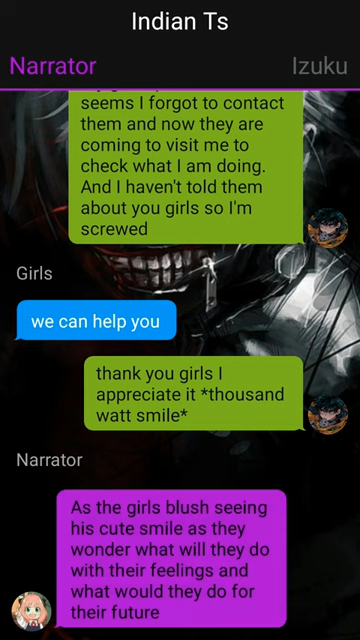 Indian Ts
Narrator
Izuku
seems I forgot to contact
them and now they are
coming to visit me to
check what I am doing.
And I haven't told them
about you girls so I'm
screwed
Girls
we can help you
thank you girls I
appreciate it *thousand
watt smile*
Narrator
As the girls blush seeing
his cute smile as they
wonder what will they do
with their feelings and
what would they do for
their future